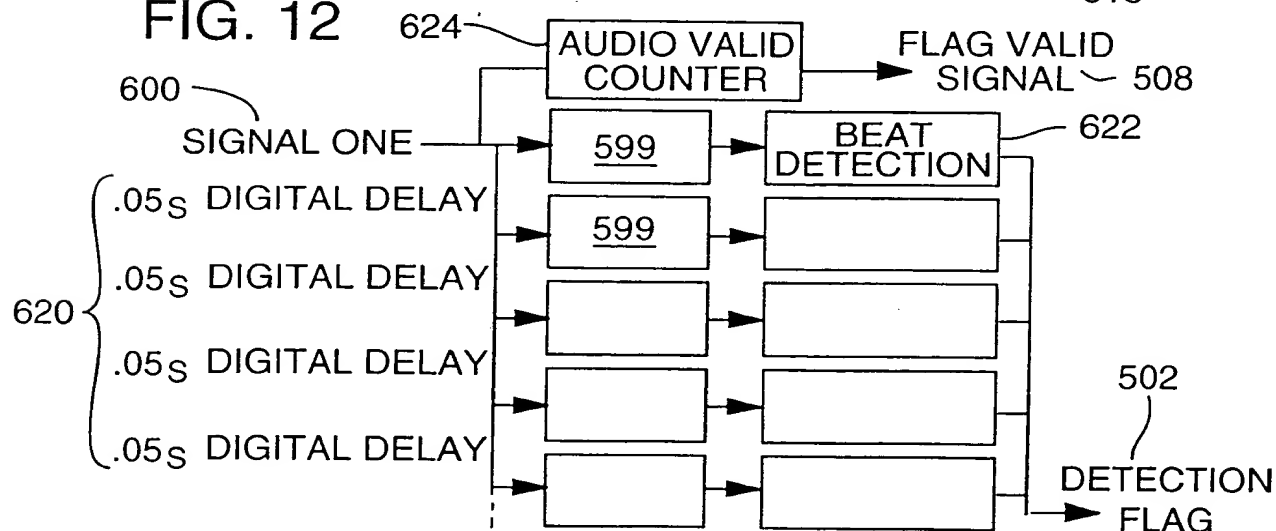 FIG. 12
624
AUDIO VALID
COUNTER
FLAG VALID
SIGNAL
508
600
SIGNAL ONE
599
BEAT
DETECTION
622
.05s DIGITAL DELAY
599
.05s DIGITAL DELAY
620
.05s DIGITAL DELAY
.05s DIGITAL DELAY
502
DETECTION
FLAG